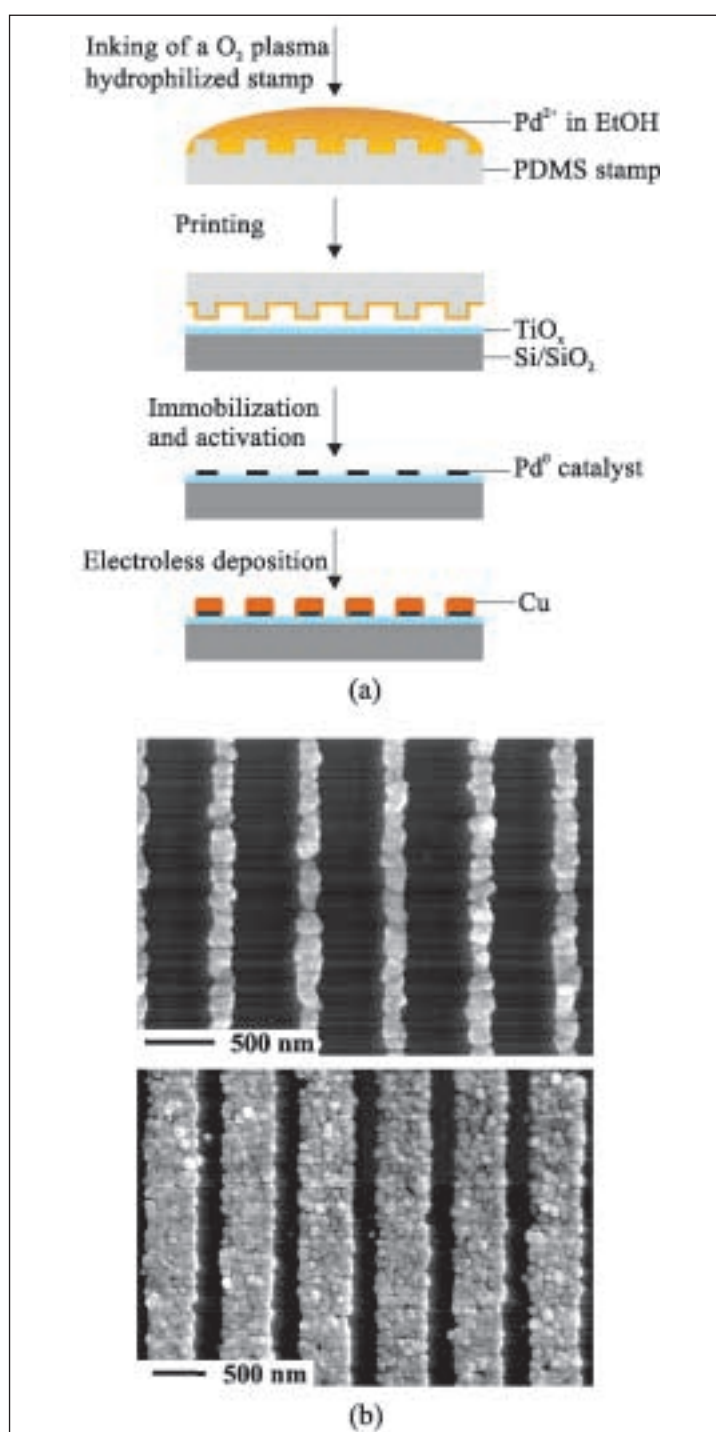 Inking of a O₂ plasma
hydrophilized stamp
Pd²⁺ in EtOH
PDMS stamp
Printing
TiOₓ
Si/SiO₂
Immobilization
and activation
Pd⁰ catalyst
Electroless deposition
Cu
(a)
500 nm
500 nm
(b)